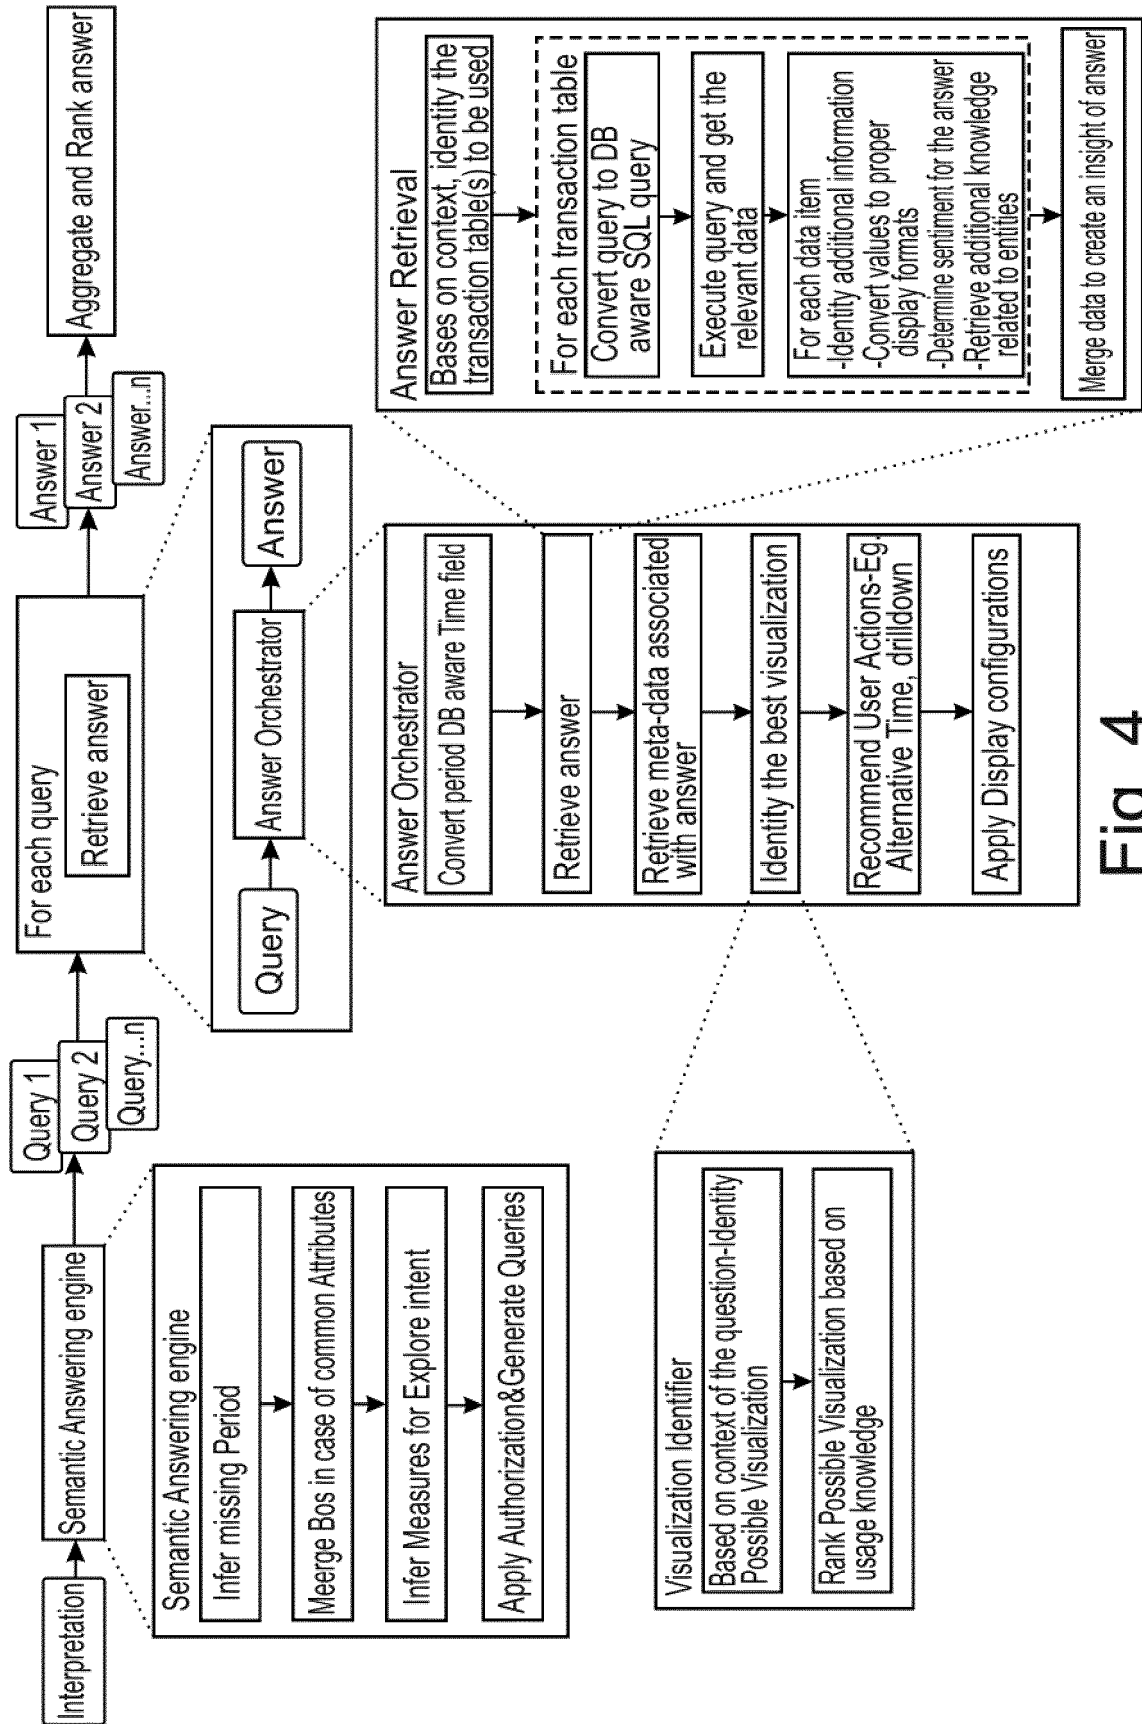 Interpretation
Semantic Answering engine
Query 1
Query 2
Query...n
For each query
Retrieve answer
Answer 1
Answer 2
Answer...n
Aggregate and Rank answer
Semantic Answering engine
Infer missing Period
Meerge Bos in case of common Attributes
Infer Measures for Explore intent
Apply Authorization&Generate Queries
Query
Answer Orchestrator
Answer
Answer Orchestrator
Convert period DB aware Time field
Retrieve answer
Retrieve meta-data associated
with answer
Identity the best visualization
Recommend User Actions-Eg.
Alternative Time, drilldown
Apply Display configurations
Answer Retrieval
Bases on context, identity the
transaction table(s) to be used
For each transaction table
Convert query to DB
aware SQL query
Execute query and get the
relevant data
For each data item
-Identity additional information
-Convert values to proper
display formats
-Determine sentiment for the answer
-Retrieve additional knowledge
related to entities
Merge data to create an insight of answer
Visualization Identifier
Based on context of the question-Identity
Possible Visualization
Rank Possible Visualization based on
usage knowledge
Fig. 4